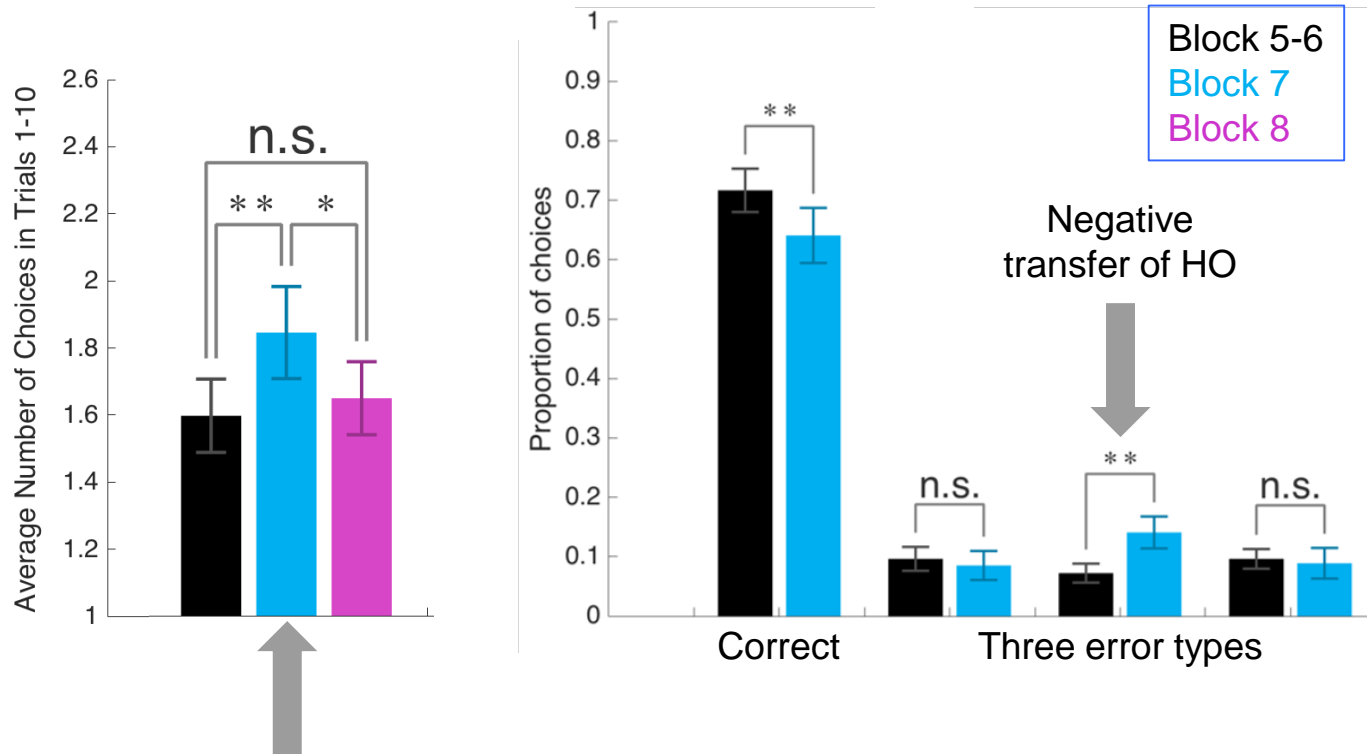 Average Number of Choices in Trials 1-10
2.6
2.4
2.2
2
1.8
1.6
1.4
1.2
1
n.s.
**
*
Proportion of choices
1
0.9
0.8
0.7
0.6
0.5
0.4
0.3
0.2
0.1
0
**
n.s.
**
n.s.
Correct
Three error types
Negative
transfer of HO
Block 5-6
Block 7
Block 8